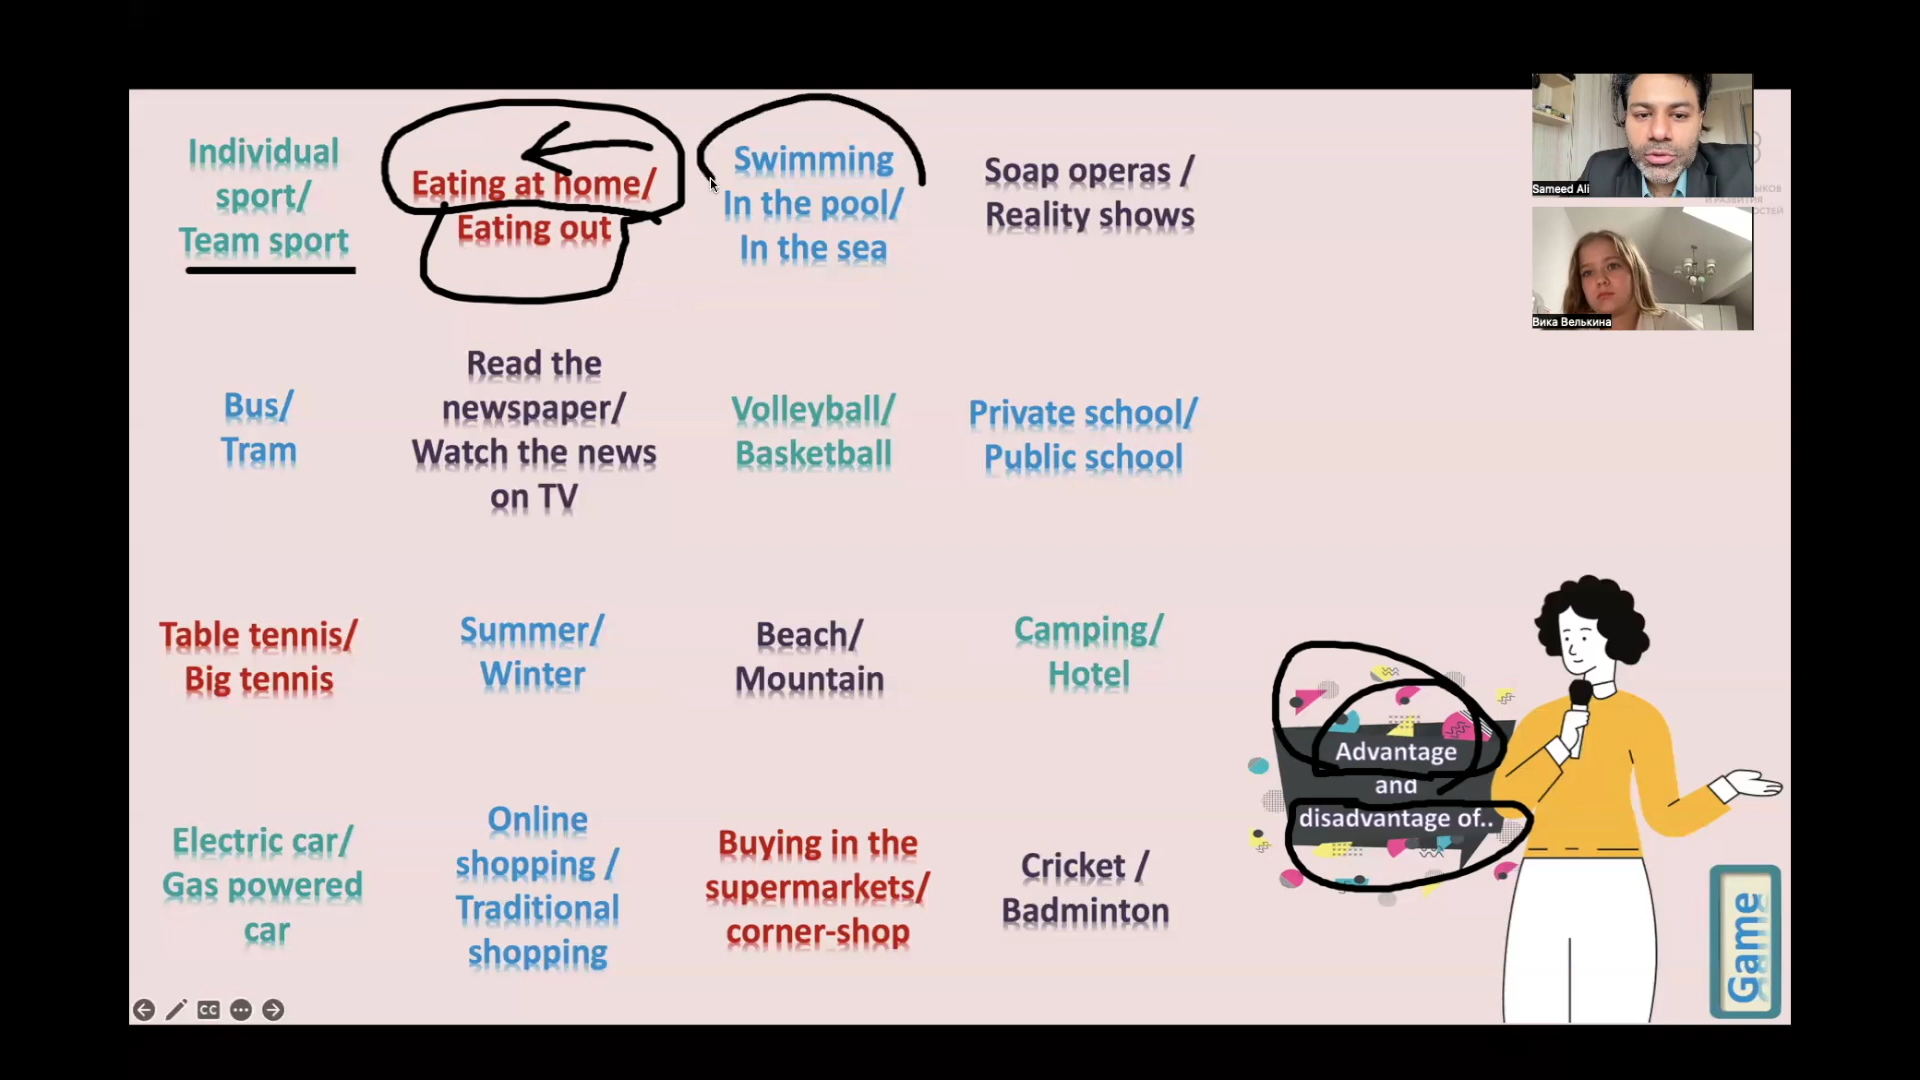 Individual
sport/
Team sport
Eating at home/
Eating out
Swimming
In the pool/
In the sea
Soap operas /
Reality shows
Sameed Ali
Вика Велькина
Bus/
Tram
Read the
newspaper/
Watch the news
on TV
Volleyball/
Basketball
Private school/
Public school
Table tennis/
Big tennis
Summer/
Winter
Beach/
Mountain
Camping/
Hotel
Advantage
and
disadvantage of..
Electric car/
Gas powered
car
Online
shopping /
Traditional
shopping
Buying in the
supermarkets/
corner-shop
Cricket /
Badminton
Game
CC